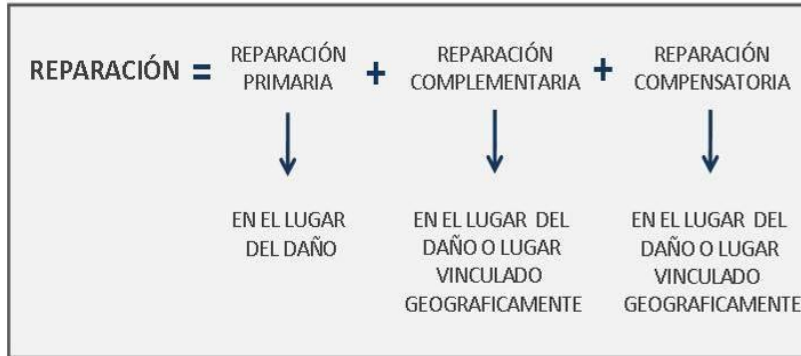 REPARACIÓN = REPARACIÓN PRIMARIA + REPARACIÓN COMPLEMENTARIA + REPARACIÓN COMPENSATORIA
EN EL LUGAR
DEL DAÑO
EN EL LUGAR DEL
DAÑO O LUGAR
VINCULADO
GEOGRAFICAMENTE
EN EL LUGAR DEL
DAÑO O LUGAR
VINCULADO
GEOGRAFICAMENTE